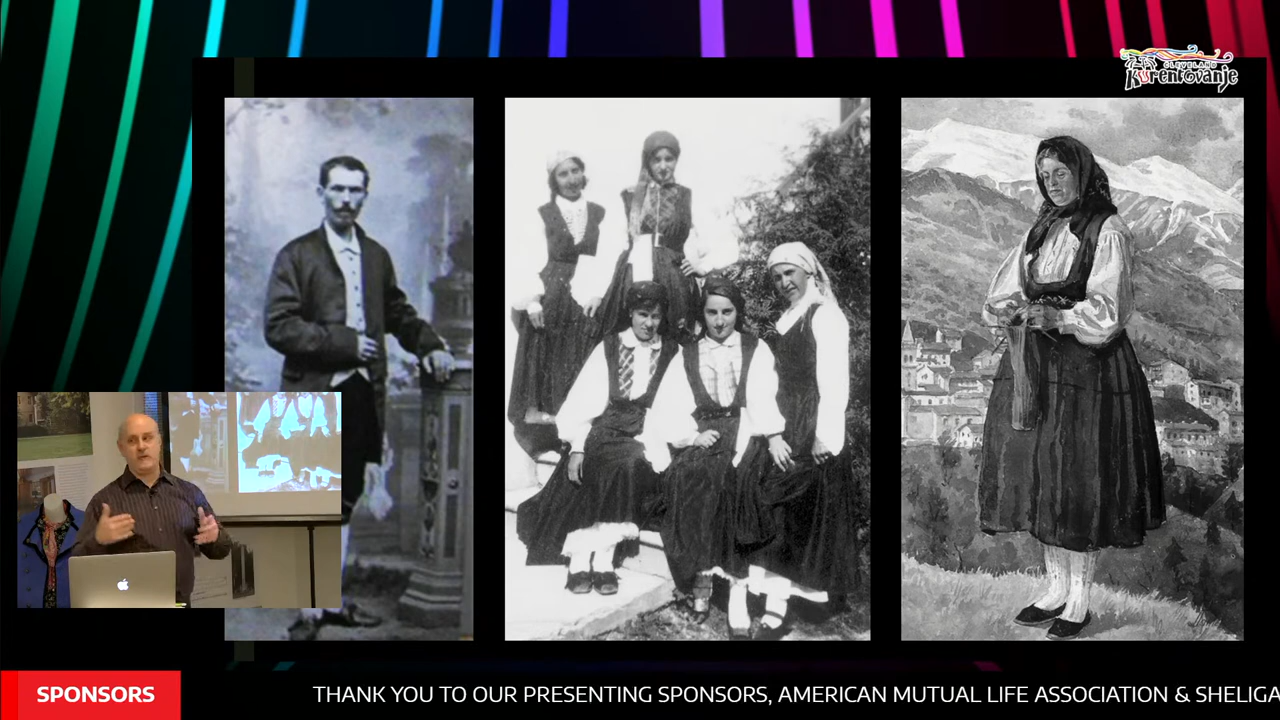 CLEVELAND
Kurentovanje
SPONSORS
THANK YOU TO OUR PRESENTING SPONSORS, AMERICAN MUTUAL LIFE ASSOCIATION & SHELIGA